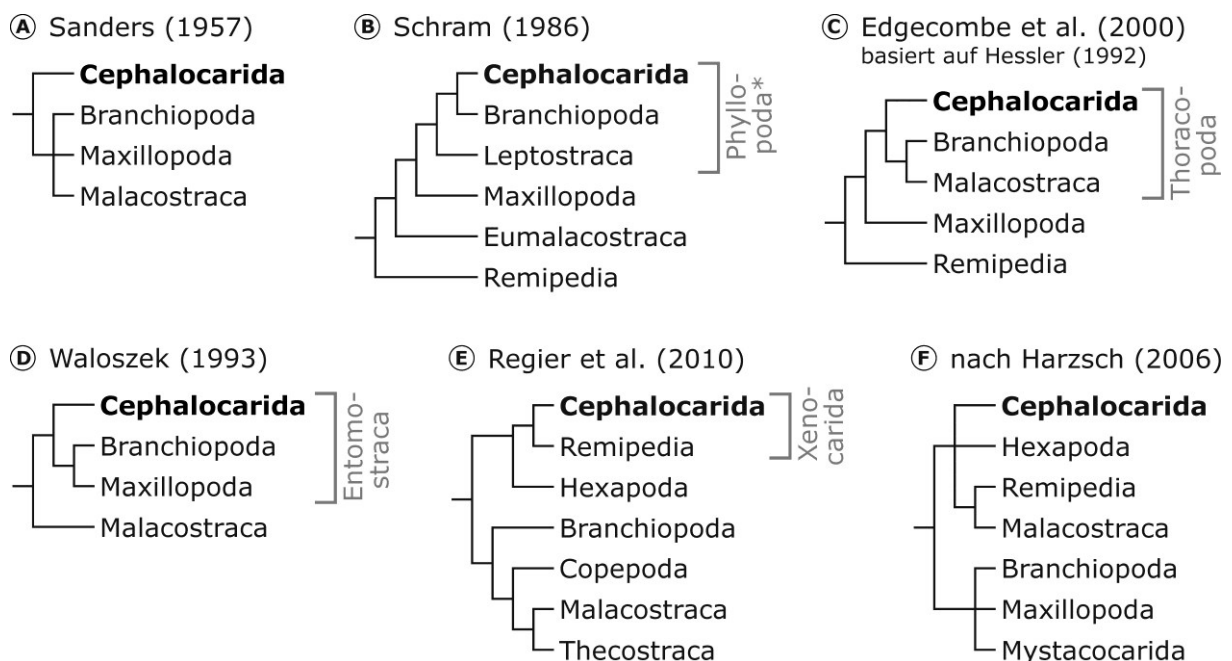 A Sanders (1957)
Cephalocarida
Branchiopoda
Maxillopoda
Malacostraca
B Schram (1986)
Cephalocarida
Branchiopoda
Leptostraca
Maxillopoda
Eumalacostraca
Remipedia
Phyllo-
poda*
C Edgecombe et al. (2000)
basiert auf Hessler (1992)
Cephalocarida
Branchiopoda
Malacostraca
Maxillopoda
Remipedia
Thoraco-
poda
D Waloszek (1993)
Cephalocarida
Branchiopoda
Maxillopoda
Malacostraca
Entomo-
straca
E Regier et al. (2010)
Cephalocarida
Remipedia
Hexapoda
Branchiopoda
Copepoda
Malacostraca
Thecostraca
Xeno-
carida
F nach Harzsch (2006)
Cephalocarida
Hexapoda
Remipedia
Malacostraca
Branchiopoda
Maxillopoda
Mystacocarida